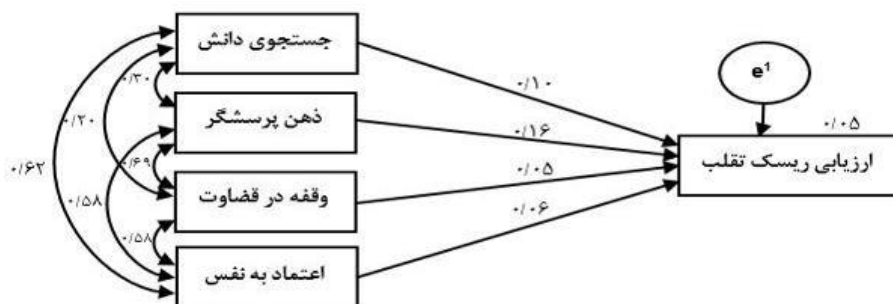 جستجوی دانش
ذهن پرسشگر
وقفه در قضاوت
اعتماد به نفس
۰/۳۰
۰/۲۰
۰/۶۹
۰/۶۲
۰/۵۸
۰/۵۸
۰/۱۰
۰/۱۶
۰/۰۵
۰/۰۶
e¹
۰/۰۵
ارزیابی ریسک تقلب